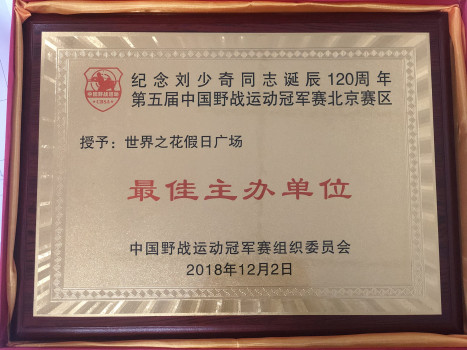 纪念刘少奇同志诞辰120周年
第五届中国野战运动冠军赛北京赛区
授予：世界之花假日广场
最佳主办单位
中国野战运动冠军赛组织委员会
2018年12月2日